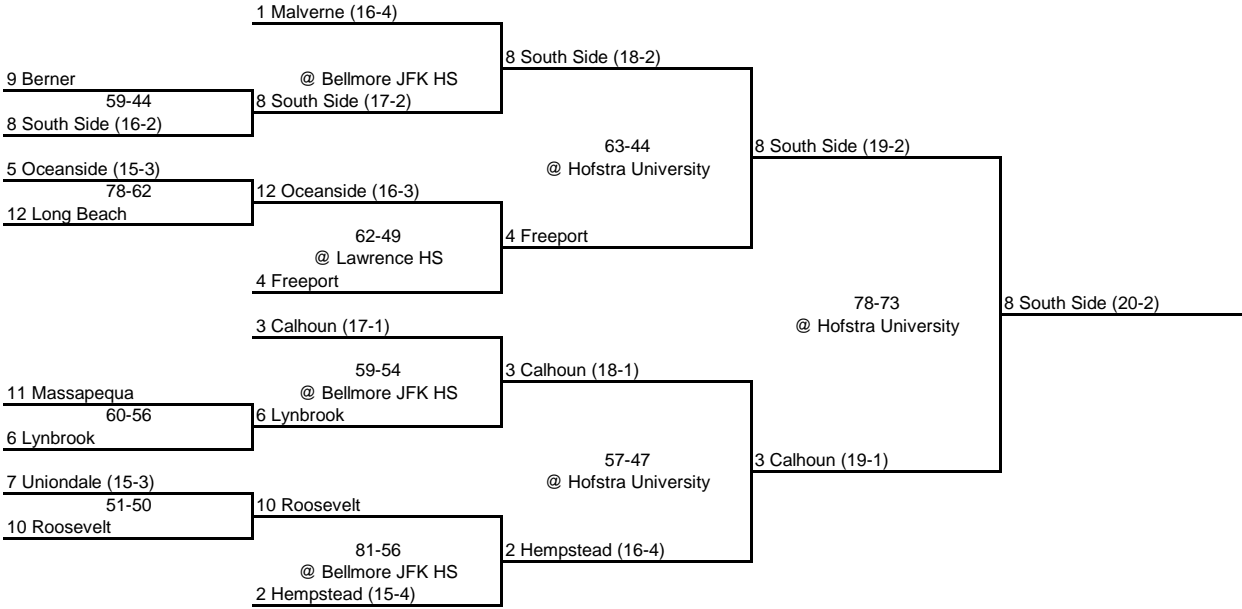 1 Malverne (16-4)
8 South Side (18-2)
9 Berner
@ Bellmore JFK HS
59-44
8 South Side (17-2)
8 South Side (16-2)
63-44
8 South Side (19-2)
@ Hofstra University
5 Oceanside (15-3)
78-62
12 Oceanside (16-3)
12 Long Beach
62-49
4 Freeport
@ Lawrence HS
4 Freeport
78-73
8 South Side (20-2)
@ Hofstra University
3 Calhoun (17-1)
59-54
3 Calhoun (18-1)
11 Massapequa
@ Bellmore JFK HS
60-56
6 Lynbrook
6 Lynbrook
57-47
3 Calhoun (19-1)
@ Hofstra University
7 Uniondale (15-3)
51-50
10 Roosevelt
10 Roosevelt
81-56
2 Hempstead (16-4)
@ Bellmore JFK HS
2 Hempstead (15-4)